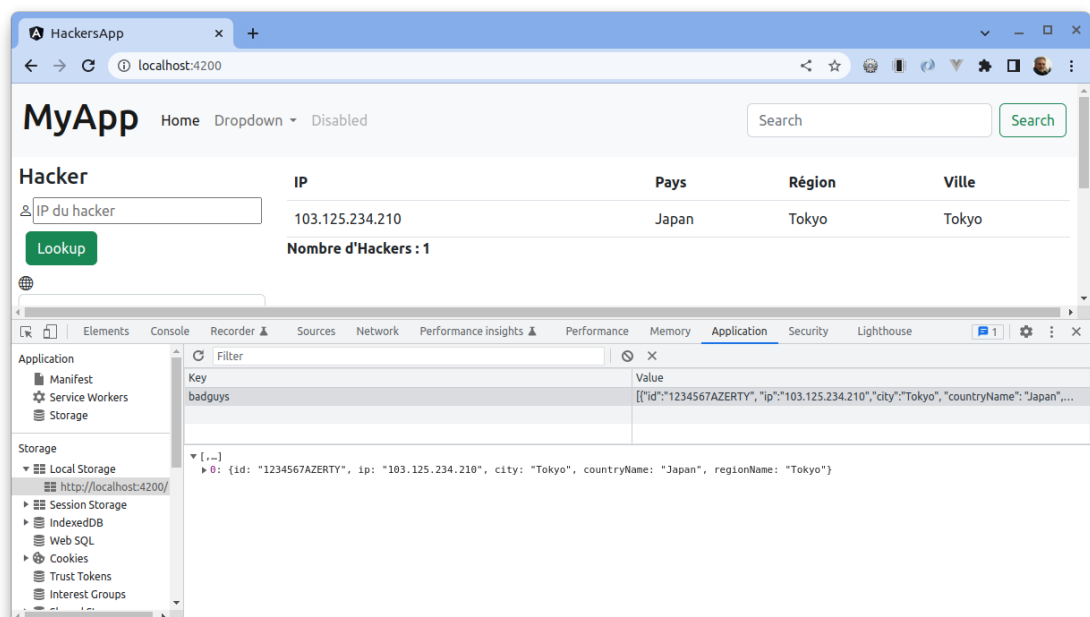 HackersApp
localhost:4200
MyApp Home Dropdown Disabled Search Search
Hacker
IP du hacker
Lookup
IP Pays Région Ville
103.125.234.210 Japan Tokyo Tokyo
Nombre d'Hackers : 1
Elements Console Recorder Sources Network Performance insights Performance Memory Application Security Lighthouse 1
Application
Manifest
Service Workers
Storage
Storage
Local Storage
http://localhost:4200/
Session Storage
IndexedDB
Web SQL
Cookies
Trust Tokens
Interest Groups
Filter
Key Value
badguys [{"id":"1234567AZERTY", "ip":"103.125.234.210","city":"Tokyo", "countryName": "Japan",...
[,…]
0: {id: "1234567AZERTY", ip: "103.125.234.210", city: "Tokyo", countryName: "Japan", regionName: "Tokyo"}